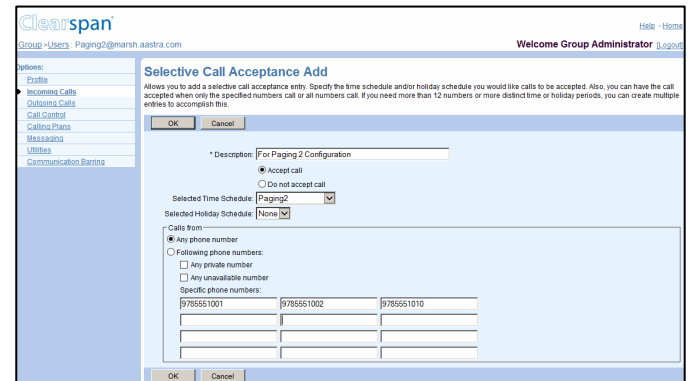 Clearspan
Help - Home
Group >Users : Paging2@marsh.aastra.com
Welcome Group Administrator [Logout]
Options:
Profile
Incoming Calls
Outgoing Calls
Call Control
Calling Plans
Messaging
Utilities
Communication Barring
Selective Call Acceptance Add
Allows you to add a selective call acceptance entry. Specify the time schedule and/or holiday schedule you would like calls to be accepted. Also, you can have the call
accepted when only the specified numbers call or all numbers call. If you need more than 12 numbers or more distinct time or holiday periods, you can create multiple
entries to accomplish this.
OK Cancel
* Description: For Paging 2 Configuration
Accept call
Do not accept call
Selected Time Schedule: Paging2
Selected Holiday Schedule: None
Calls from
Any phone number
Following phone numbers:
Any private number
Any unavailable number
Specific phone numbers:
9785551001 9785551002 9785551010
OK Cancel